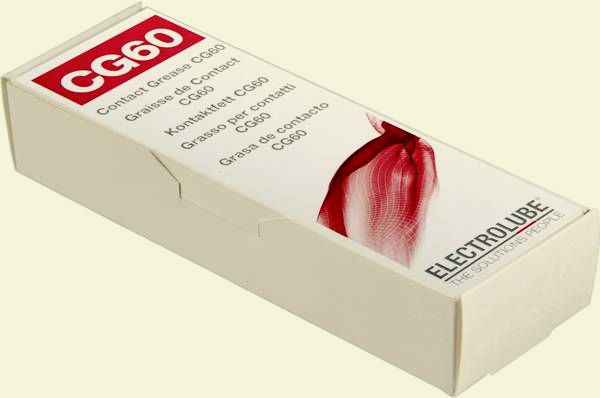 CG60
Contact Grease CG60
Graisse de Contact
CG60
Kontaktfett CG60
Grasso per contatti
CG60
Grasa de contacto
CG60
ELECTROLUBE®
THE SOLUTIONS PEOPLE